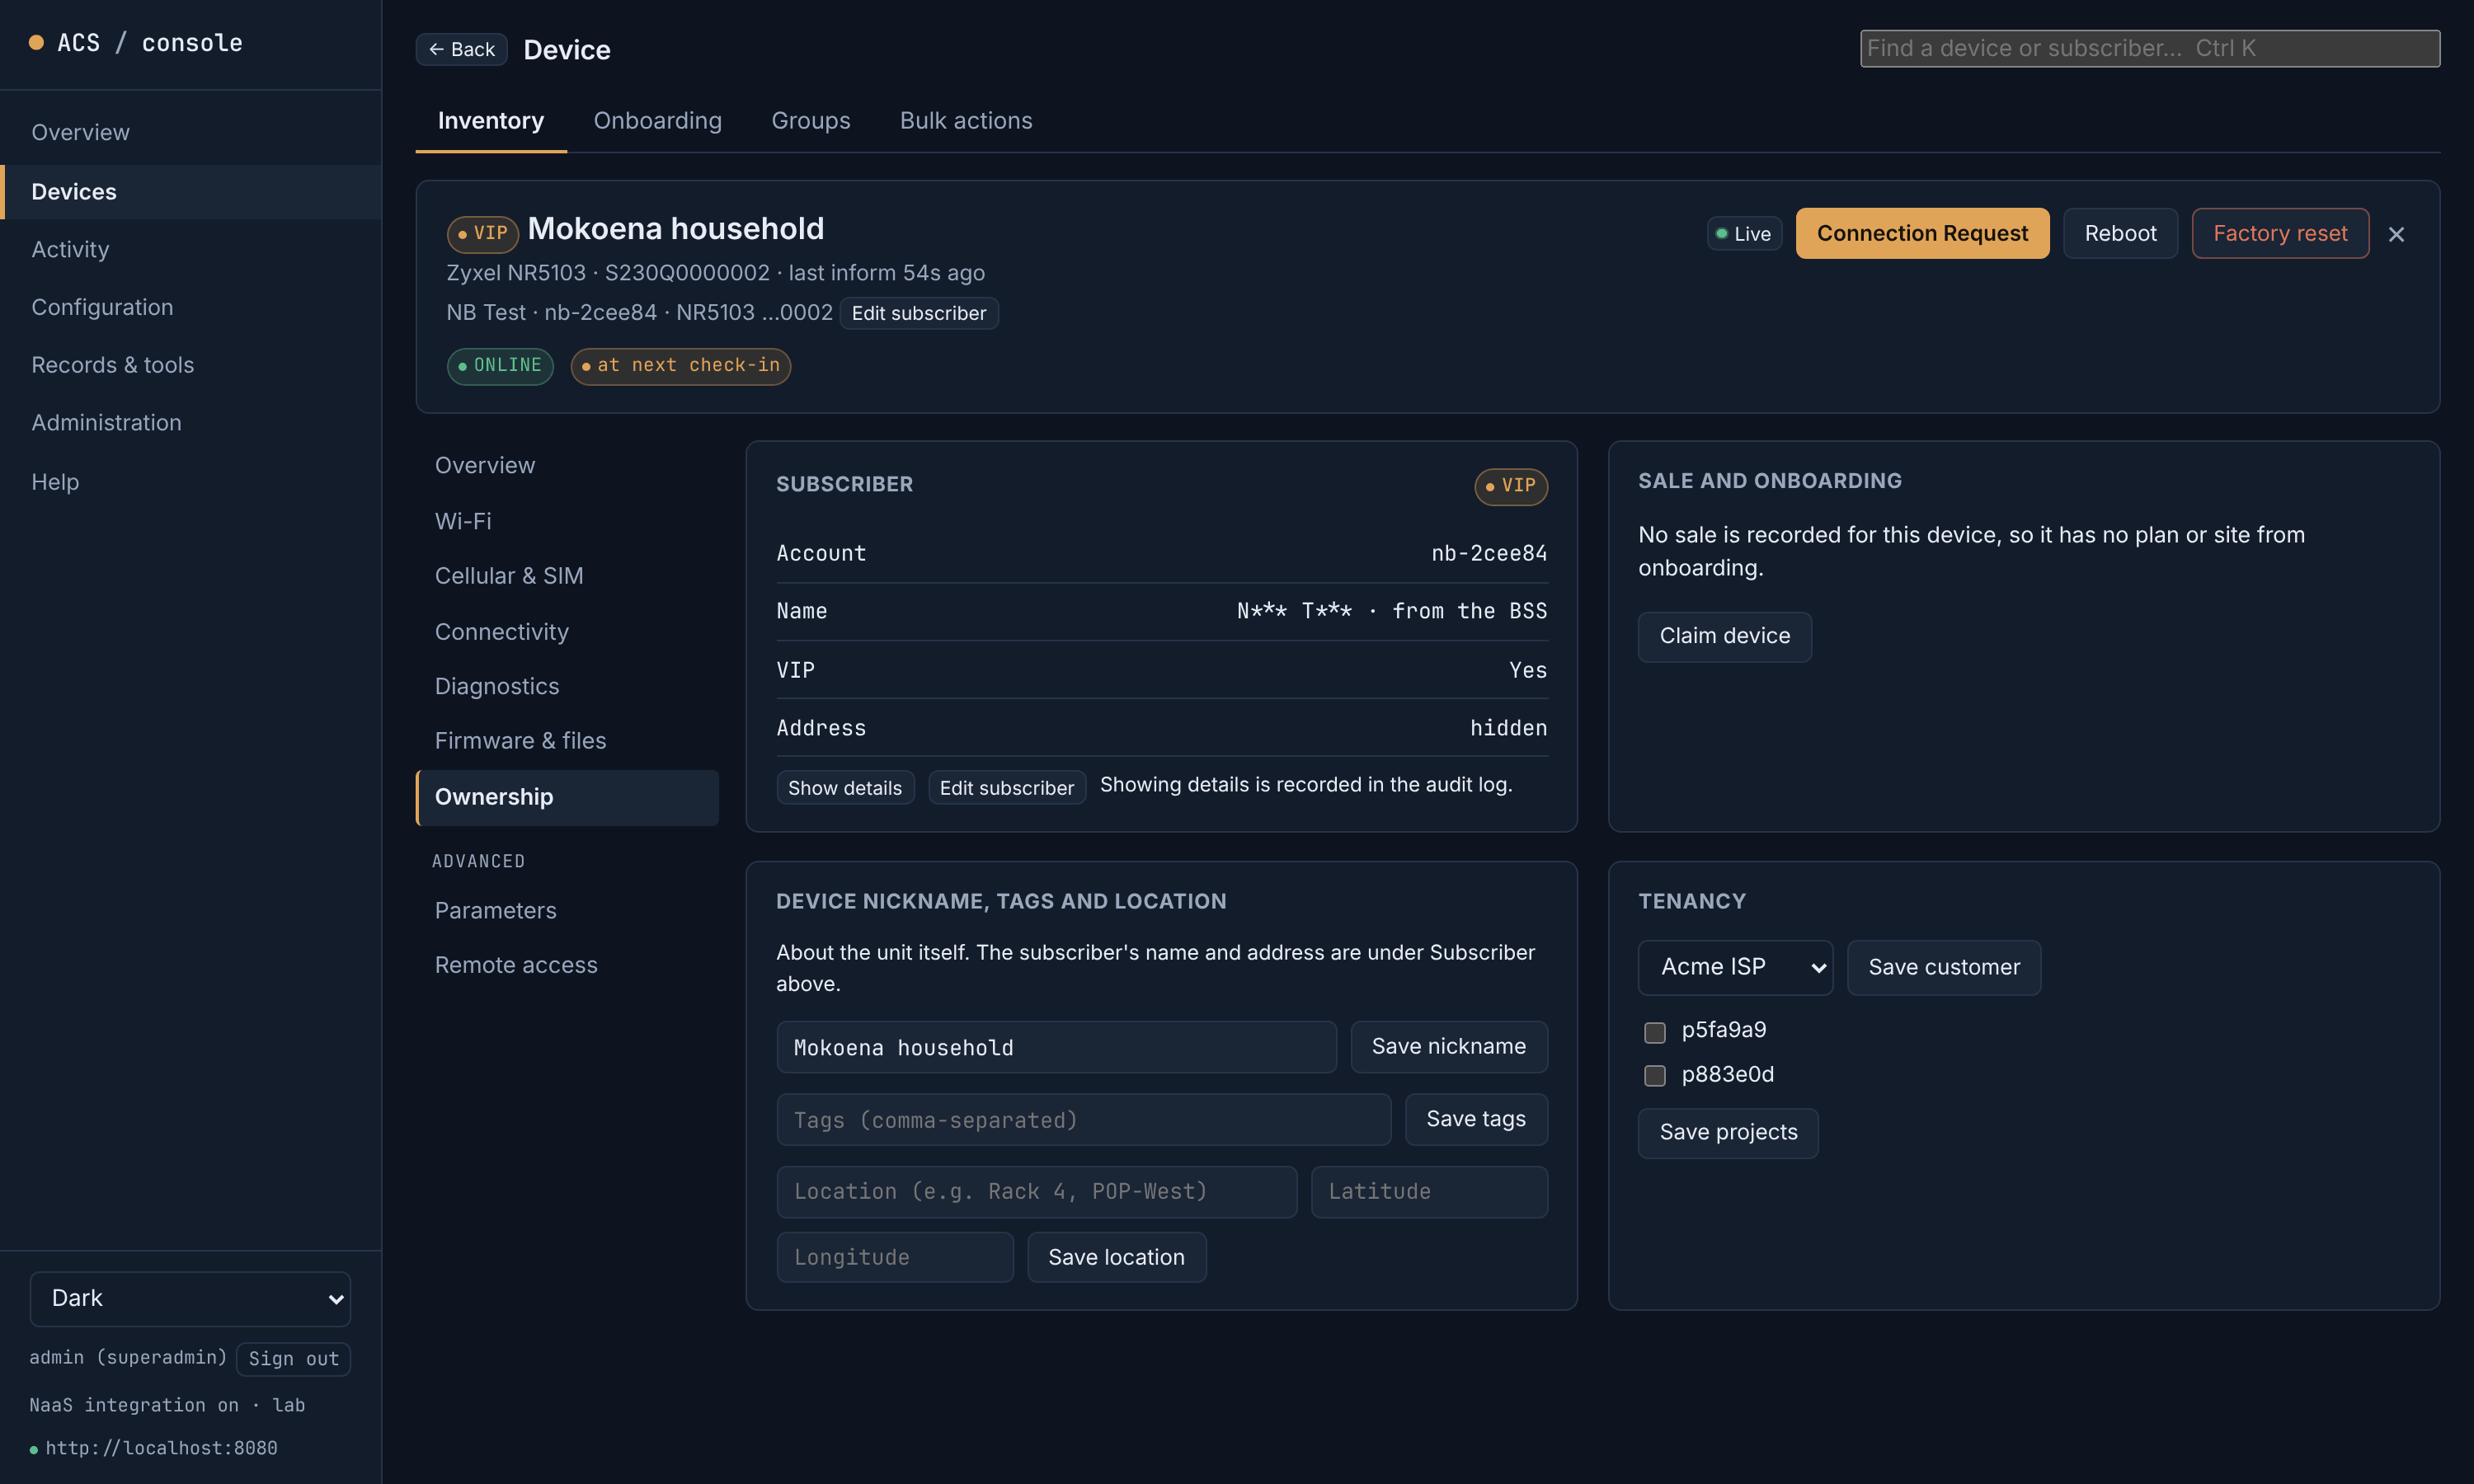 ACS / console
Overview
Devices
Activity
Configuration
Records & tools
Administration
Help
Dark
admin (superadmin) Sign out
NaaS integration on · lab
http://localhost:8080
← Back Device
Find a device or subscriber... Ctrl K
Inventory Onboarding Groups Bulk actions
VIP Mokoena household
Zyxel NR5103 · S230Q0000002 · last inform 54s ago
NB Test · nb-2cee84 · NR5103 …0002 Edit subscriber
ONLINE at next check-in
Live Connection Request Reboot Factory reset ×
Overview
Wi-Fi
Cellular & SIM
Connectivity
Diagnostics
Firmware & files
Ownership
ADVANCED
Parameters
Remote access
SUBSCRIBER VIP
Account nb-2cee84
Name N*** T*** · from the BSS
VIP Yes
Address hidden
Show details Edit subscriber Showing details is recorded in the audit log.
SALE AND ONBOARDING
No sale is recorded for this device, so it has no plan or site from
onboarding.
Claim device
DEVICE NICKNAME, TAGS AND LOCATION
About the unit itself. The subscriber's name and address are under Subscriber
above.
Mokoena household Save nickname
Tags (comma-separated) Save tags
Location (e.g. Rack 4, POP-West) Latitude
Longitude Save location
TENANCY
Acme ISP Save customer
p5fa9a9
p883e0d
Save projects